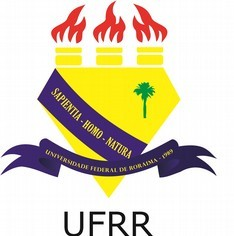 SAPIENTIA - HOMO - NATURA
UNIVERSIDADE FEDERAL DE RORAIMA - 1989
UFRR